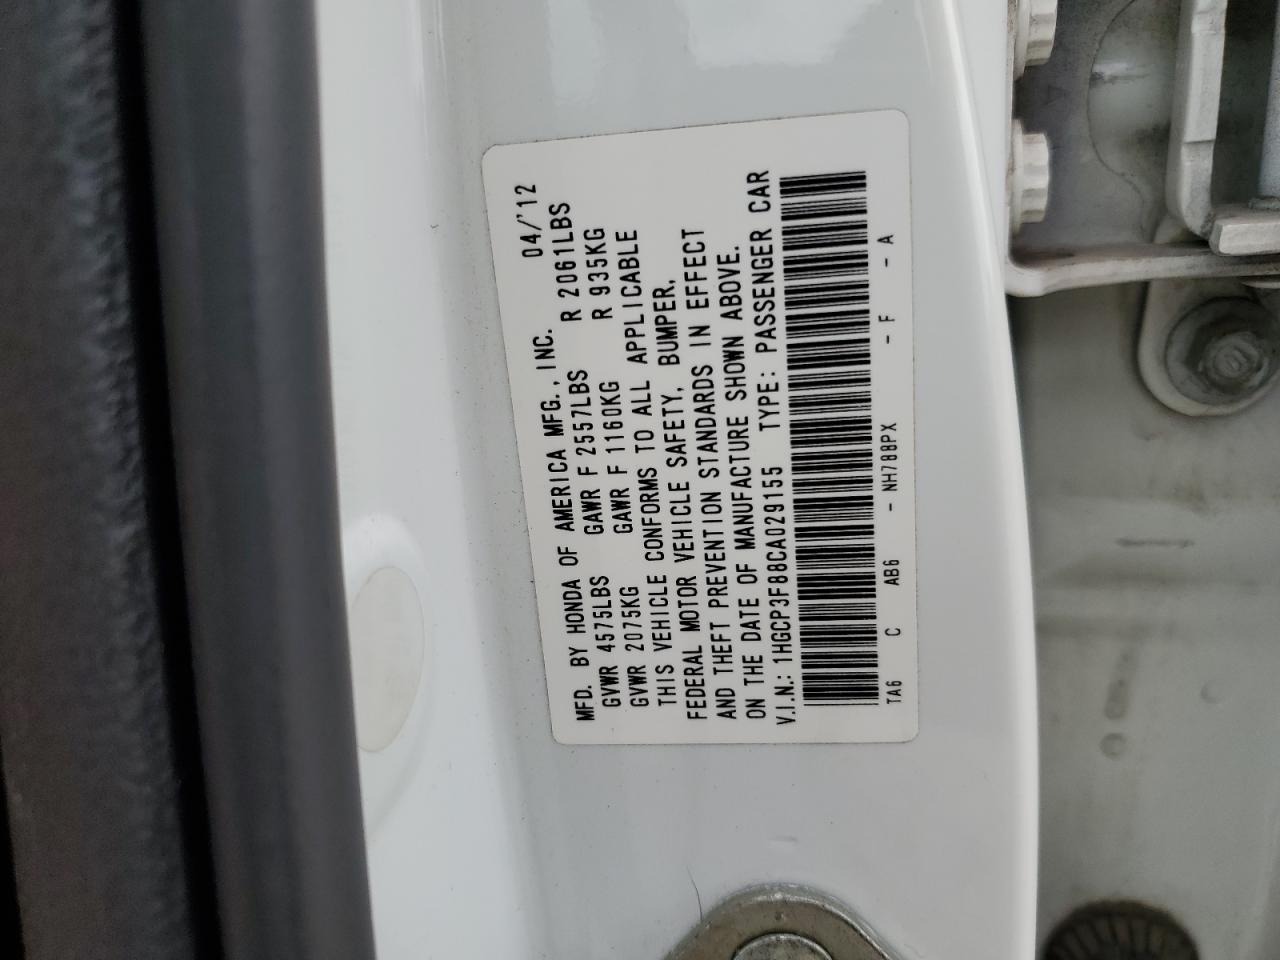 MFD. BY HONDA OF AMERICA MFG., INC. 04/'12
GVWR 4575LBS GAWR F 2557LBS R 2061LBS
GVWR 2075KG GAWR F 1160KG R 935KG
THIS VEHICLE CONFORMS TO ALL APPLICABLE
FEDERAL MOTOR VEHICLE SAFETY, BUMPER,
AND THEFT PREVENTION STANDARDS IN EFFECT
ON THE DATE OF MANUFACTURE SHOWN ABOVE.
V.I.N.: 1HGCP3F88CA029155 TYPE: PASSENGER CAR
TA6 C AB6 - NH788PX - F - A